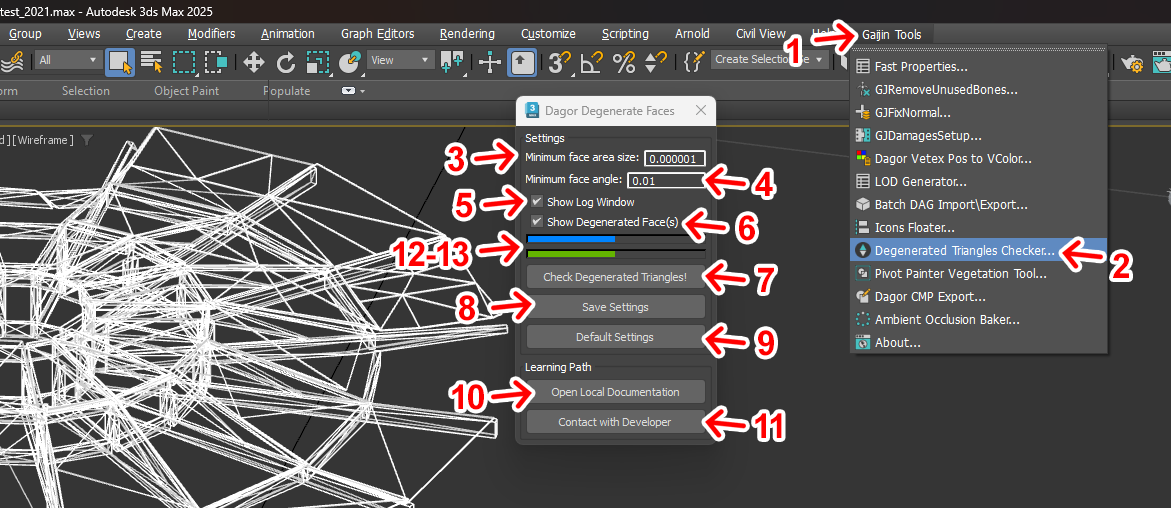 test_2021.max - Autodesk 3ds Max 2025
Group Views Create Modifiers Animation Graph Editors Rendering Customize Scripting Arnold Civil View Gaijin Tools
1
All View Create Selection
Selection Object Paint Populate
[Wireframe]
Fast Properties...
GJRemoveUnusedBones...
GJFixNormal...
GJDamagesSetup...
Dagor Vetex Pos to VColor...
LOD Generator...
Batch DAG Import\Export...
Icons Floater...
Degenerated Triangles Checker...
2
Pivot Painter Vegetation Tool...
Dagor CMP Export...
Ambient Occlusion Baker...
About...
3 MAX
Dagor Degenerate Faces
Settings
3
Minimum face area size: 0.000001
Minimum face angle: 0.01
4
5
Show Log Window
Show Degenerated Face(s)
6
12-13
Check Degenerated Triangles!
7
8
Save Settings
Default Settings
9
Learning Path
10
Open Local Documentation
Contact with Developer
11